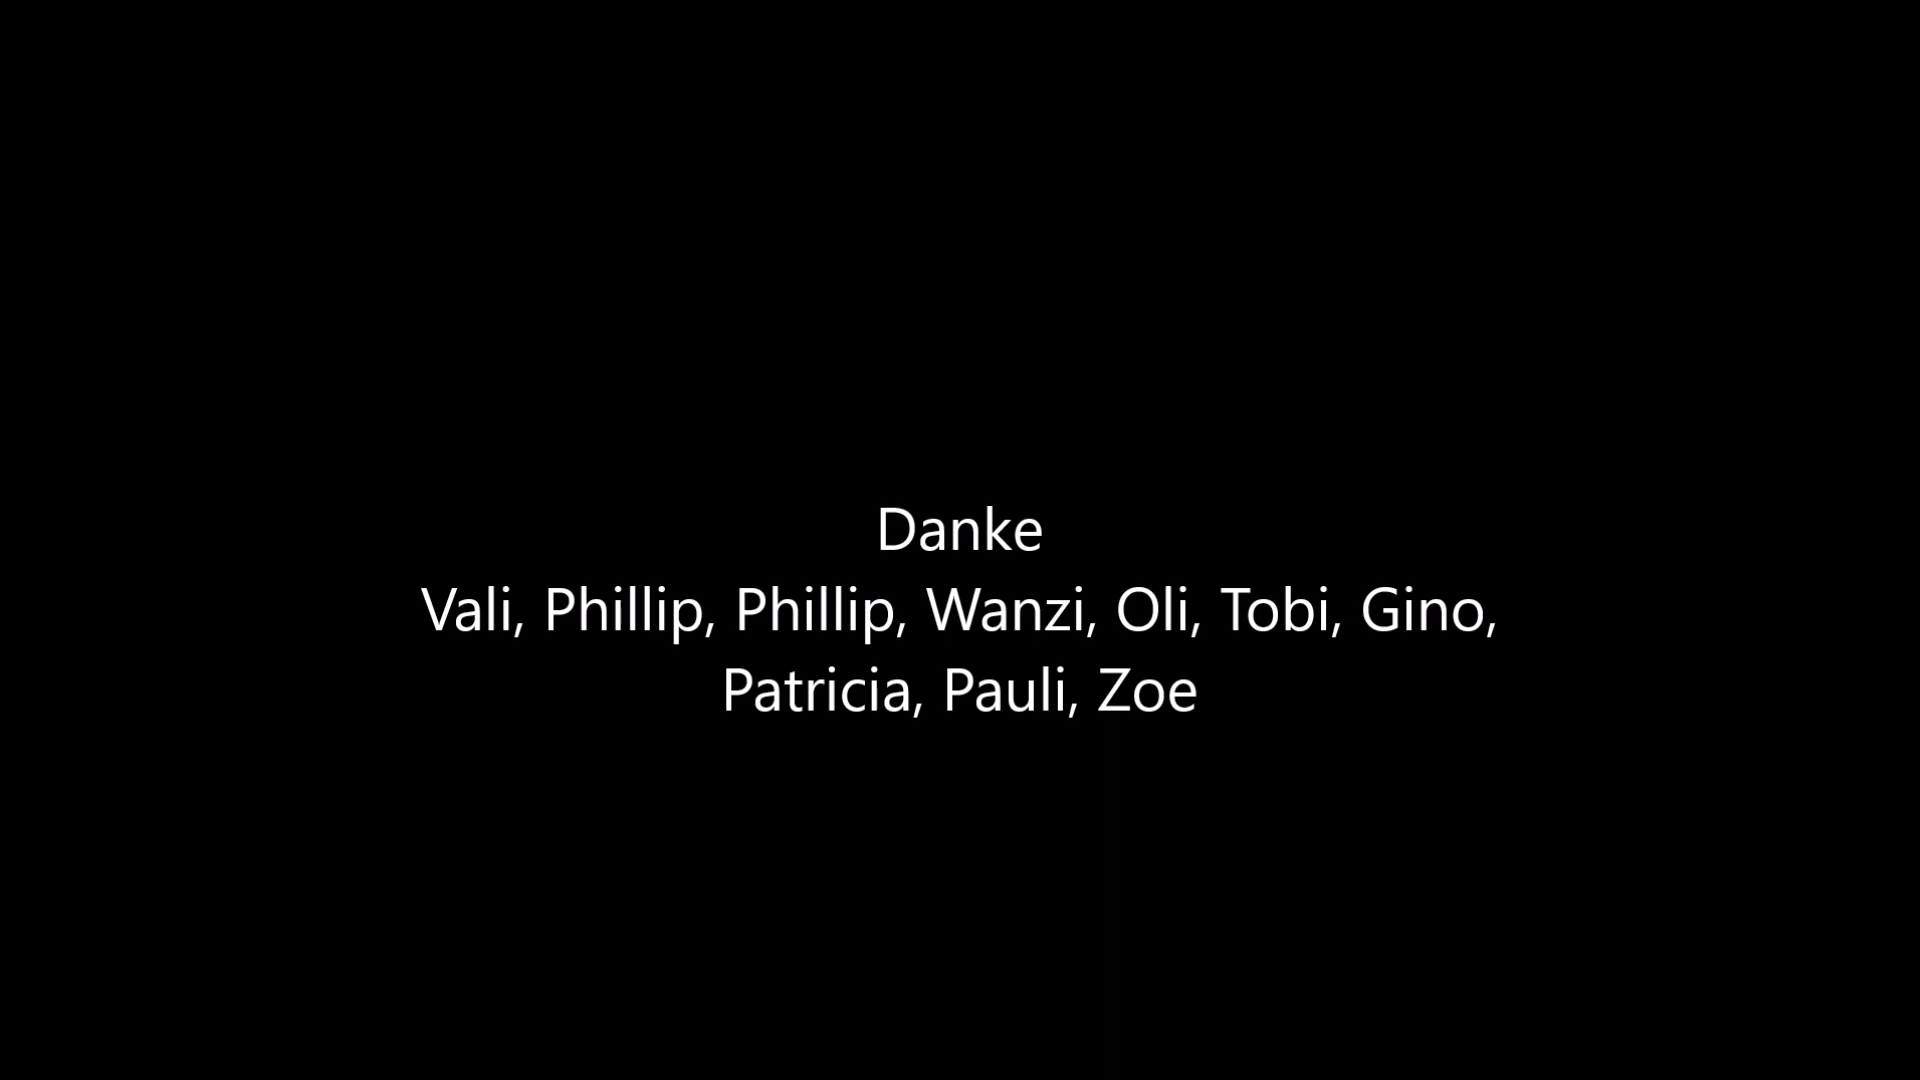 Danke
Vali, Phillip, Phillip, Wanzi, Oli, Tobi, Gino,
Patricia, Pauli, Zoe